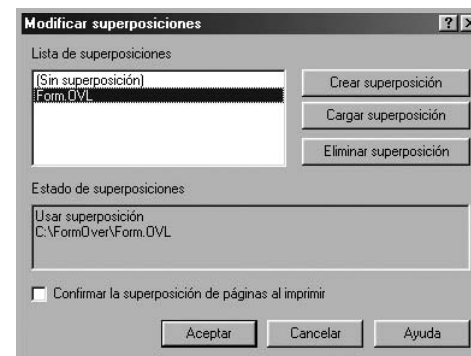 Modificar superposiciones
Lista de superposiciones
(Sin superposición)
Form.OVL
Crear superposición
Cargar superposición
Eliminar superposición
Estado de superposiciones
Usar superposición
C:\FormOver\Form.OVL
Confirmar la superposición de páginas al imprimir
Aceptar
Cancelar
Ayuda